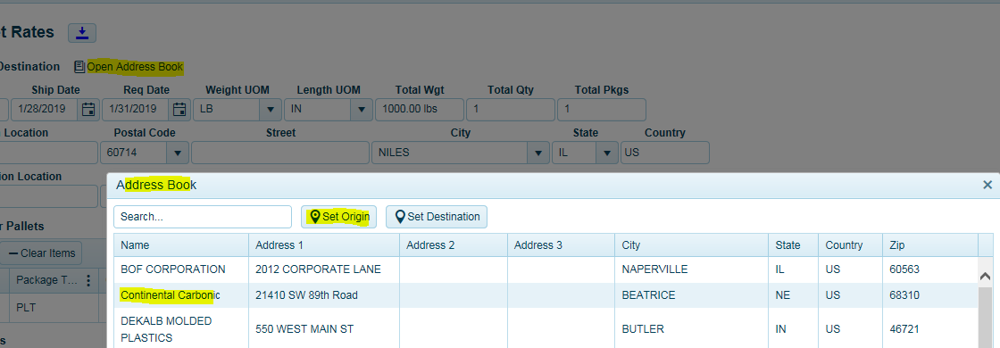 t Rates
Destination Open Address Book
Ship Date Req Date Weight UOM Length UOM Total Wgt Total Qty Total Pkgs
1/28/2019 1/31/2019 LB IN 1000.00 lbs 1 1
Location Postal Code Street City State Country
60714 NILES IL US
ion Location
Address Book
r Pallets
Search... Set Origin Set Destination
Clear Items
Name Address 1 Address 2 Address 3 City State Country Zip
BOF CORPORATION 2012 CORPORATE LANE NAPERVILLE IL US 60563
Package T...
Continental Carbonic 21410 SW 89th Road BEATRICE NE US 68310
PLT
DEKALB MOLDED
PLASTICS 550 WEST MAIN ST BUTLER IN US 46721
s